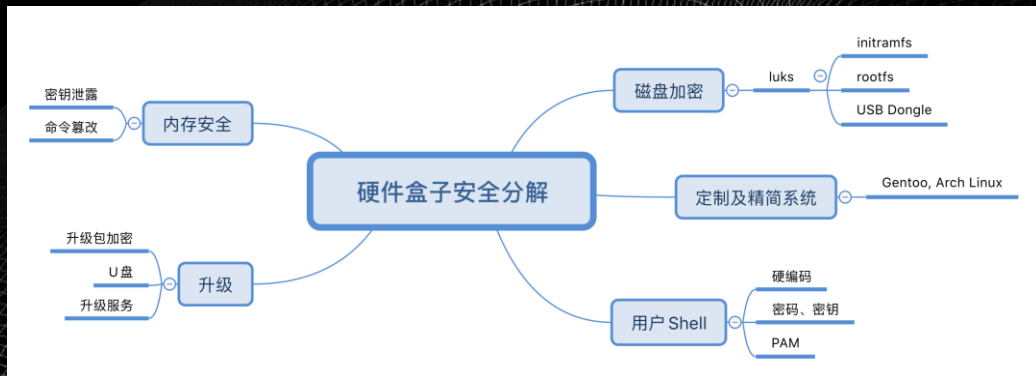 硬件盒子安全分解
磁盘加密
luks
initramfs
rootfs
USB Dongle
定制及精简系统
Gentoo, Arch Linux
用户 Shell
硬编码
密码、密钥
PAM
内存安全
密钥泄露
命令篡改
升级
升级包加密
U 盘
升级服务